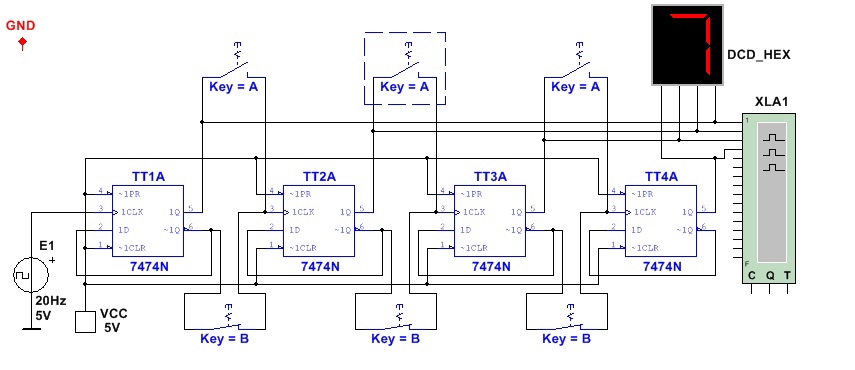 GND
DCD_HEX
XLA1
Key = A
Key = A
Key = A
1
TT1A
TT2A
TT3A
TT4A
4 ~1PR
4 ~1PR
4 ~1PR
4 ~1PR
3 1CLK 1Q 5
3 1CLK 1Q 5
3 1CLK 1Q 5
3 1CLK 1Q 5
2 1D ~1Q 6
2 1D ~1Q 6
2 1D ~1Q 6
2 1D ~1Q 6
1 ~1CLR
1 ~1CLR
1 ~1CLR
1 ~1CLR
7474N
7474N
7474N
7474N
F
C Q T
E1
+
20Hz
5V
VCC
5V
Key = B
Key = B
Key = B
7